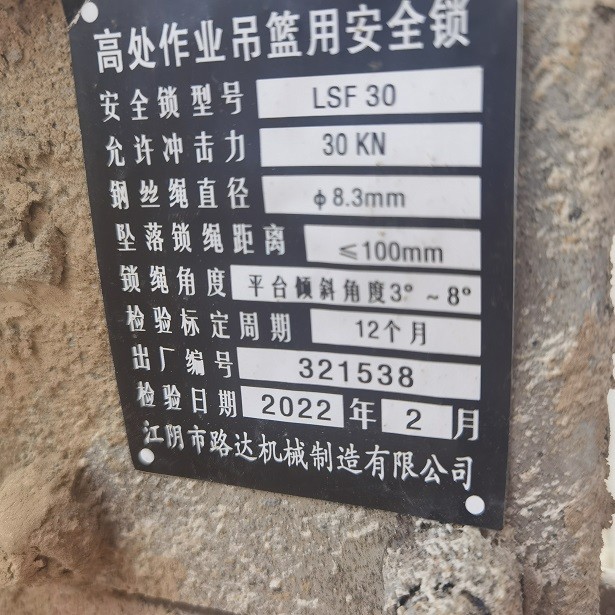 高处作业吊篮用安全锁
安全锁型号 LSF 30
允许冲击力 30 KN
钢丝绳直径 ϕ8.3mm
坠落锁绳距离 ≤100mm
锁绳角度 平台倾斜角度3°~8°
检验标定周期 12个月
出厂编号 321538
检验日期 2022 年 2 月
江阴市路达机械制造有限公司